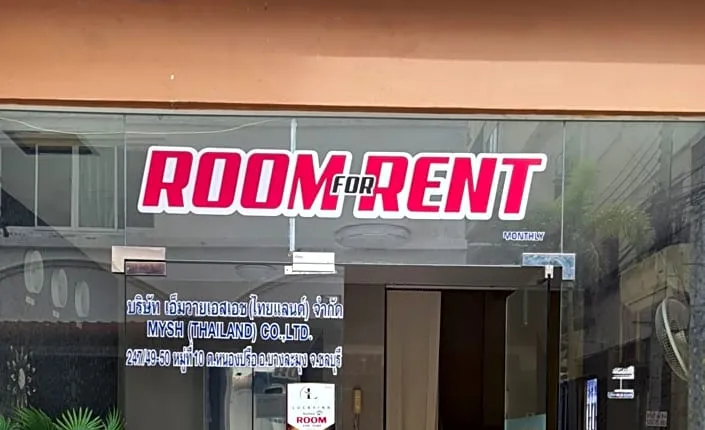 ROOM FOR RENT
MONTHLY
บริษัท เอ็มวายเอสเอช(ไทยแลนด์) จำกัด
MYSH (THAILAND) CO.,LTD.
247/49-50 หมู่ที่10 ต.หนองปรือ อ.บางละมุง จ.ชลบุรี
ROOM